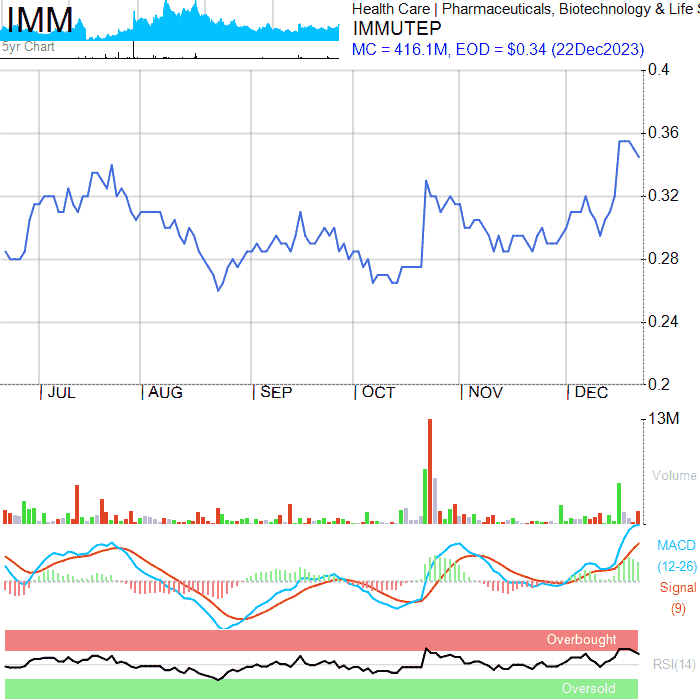 IMM
5yr Chart
Health Care | Pharmaceuticals, Biotechnology & Life S
IMMUTEP
MC = 416.1M, EOD = $0.34 (22Dec2023)
0.4
0.36
0.32
0.28
0.24
0.2
JUL AUG SEP OCT NOV DEC
13M
Volume
MACD
(12-26)
Signal
(9)
Overbought
RSI(14)
Oversold